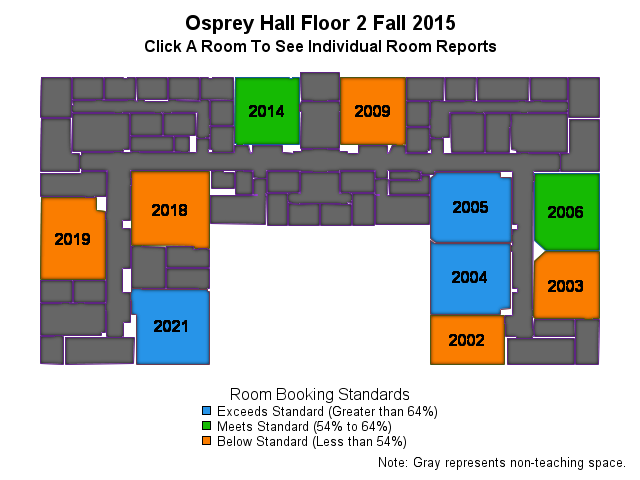 Osprey Hall Floor 2 Fall 2015
Click A Room To See Individual Room Reports
2014
2009
2005
2006
2018
2019
2004
2003
2021
2002
Room Booking Standards
Exceeds Standard (Greater than 64%)
Meets Standard (54% to 64%)
Below Standard (Less than 54%)
Note: Gray represents non-teaching space.